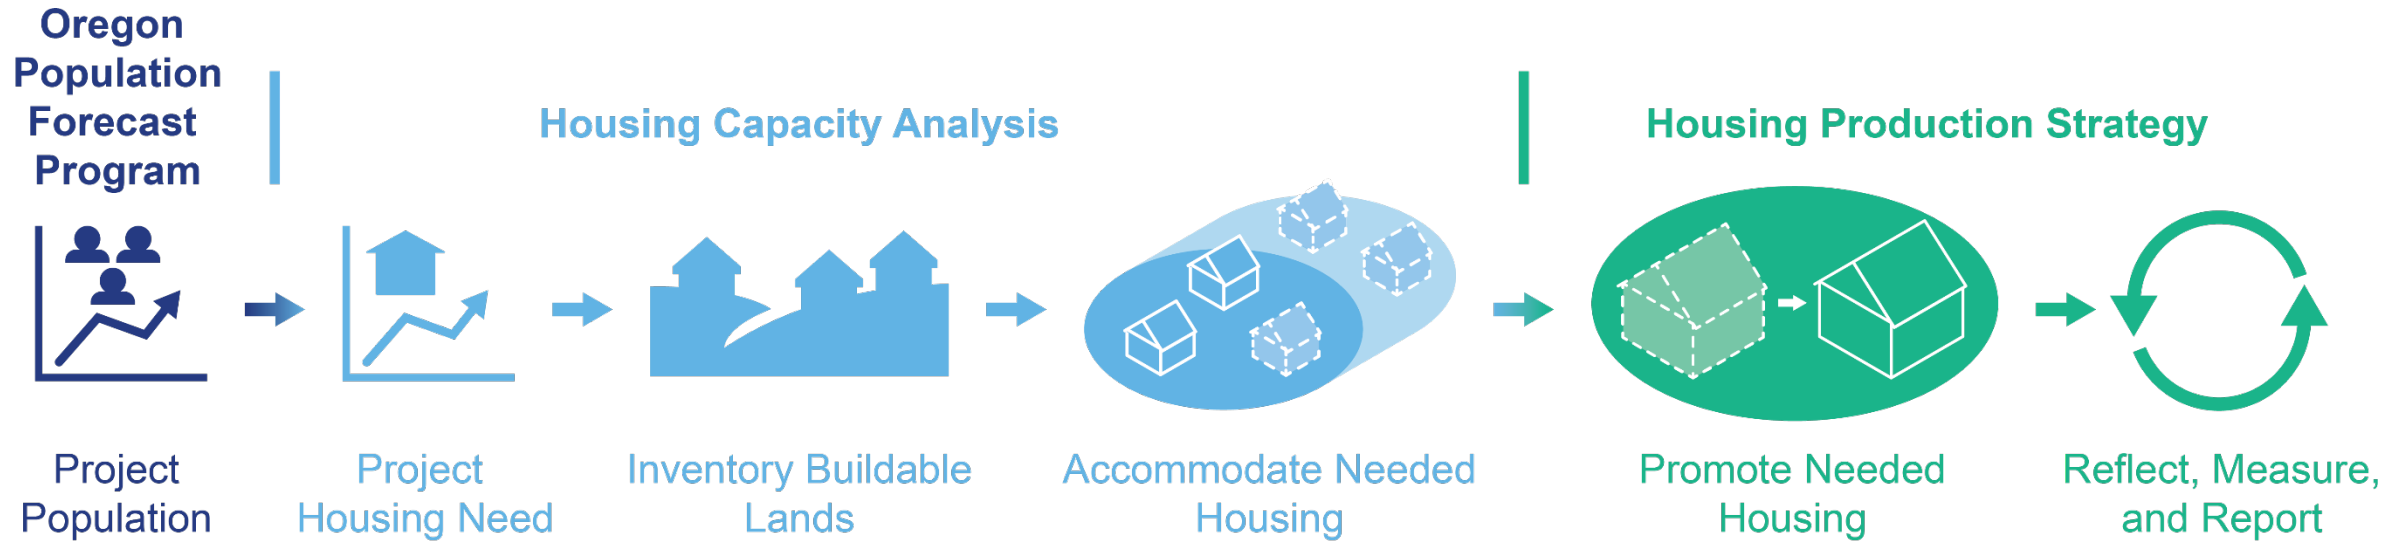 Oregon
Population
Forecast
Program
Housing Capacity Analysis
Housing Production Strategy
Project
Population
Project
Housing Need
Inventory Buildable
Lands
Accommodate Needed
Housing
Promote Needed
Housing
Reflect, Measure,
and Report